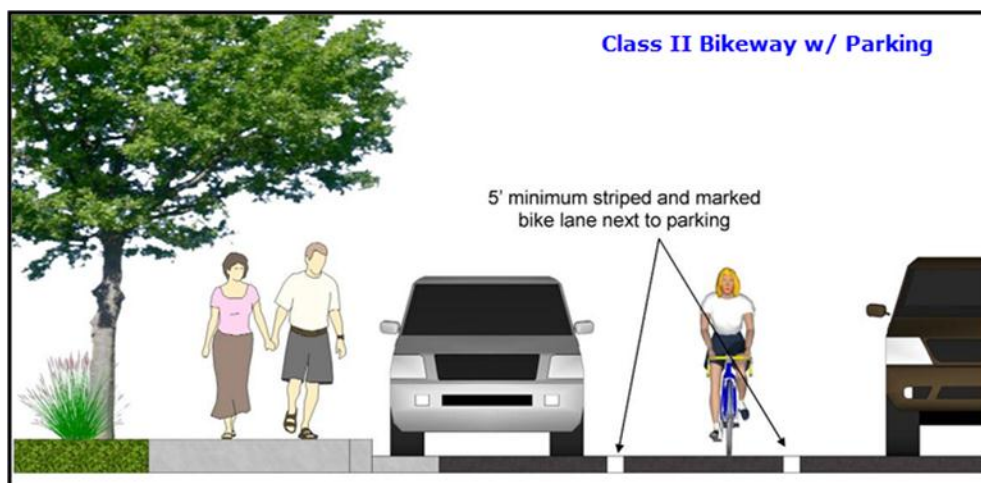 Class II Bikeway w/ Parking
5' minimum striped and marked
bike lane next to parking